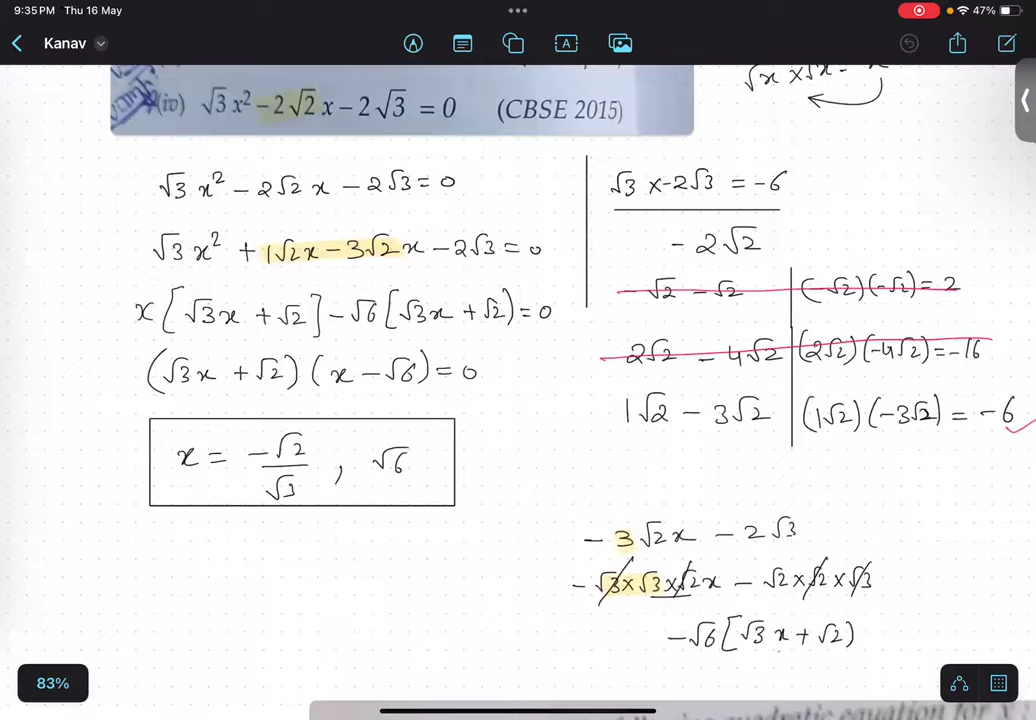 9:35 PM Thu 16 May
47%
Kanav
√x × √x = x
(iv) √3 x² – 2√2 x – 2√3 = 0 (CBSE 2015)
√3 x² – 2√2 x – 2√3 = 0
√3 x² + 1√2x – 3√2x – 2√3 = 0
x[√3x + √2] – √6[√3x + √2) = 0
(√3x + √2)(x – √6) = 0
x = –√2/√3 , √6
√3 x –2√3 = –6
– 2√2
√2 – √2 (√2)(–√2) = 2
2√2 – 4√2 (2√2)(–4√2) = –16
1√2 – 3√2 (1√2)(–3√2) = –6
– 3√2x – 2√3
– √3×√3×√2x – √2×√2×√3
–√6[√3x + √2)
83%